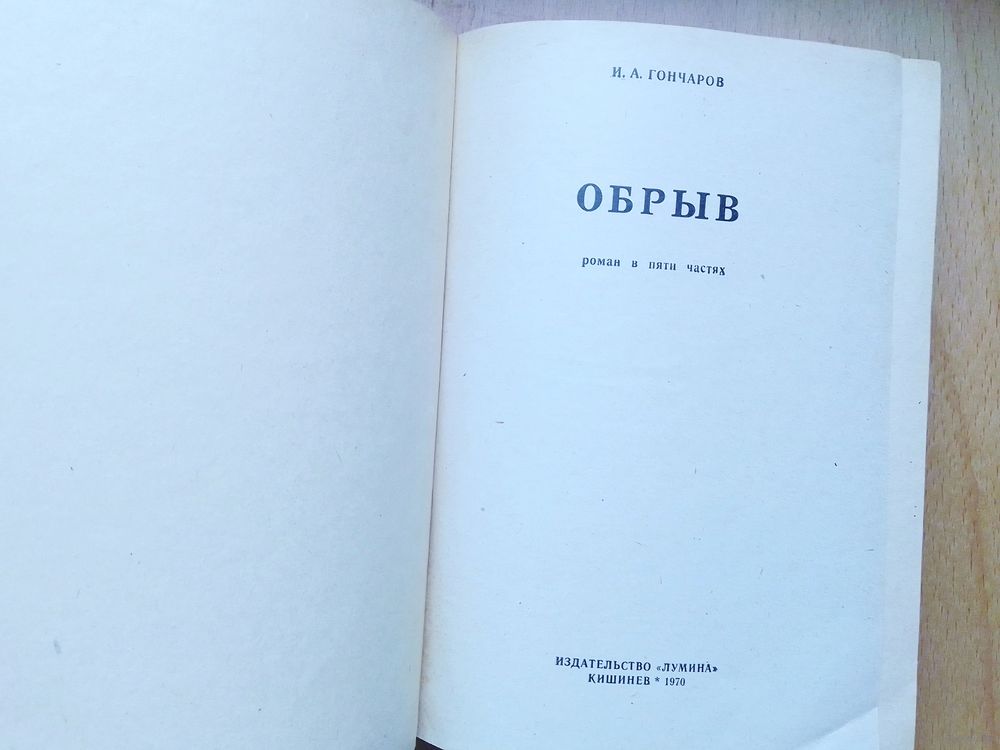 И. А. ГОНЧАРОВ
ОБРЫВ
роман в пяти частях
ИЗДАТЕЛЬСТВО «ЛУМИНА»
КИШИНЕВ * 1970